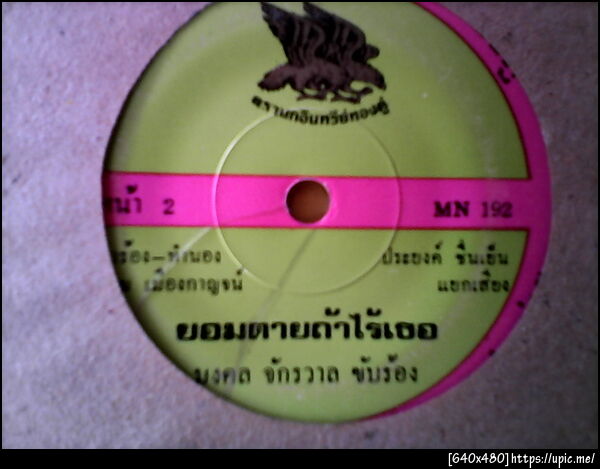 ตรานกอินทรีย์ทองคู่
หน้า 2 MN 192
ร้อง-ทำนอง ประยงค์ ชื่นเย็น
เมืองกาญจน์ แยกเสียง
ยอมตายถ้าไร้เธอ
มงคล จักรวาล ขับร้อง
[640x480]https://upic.me/